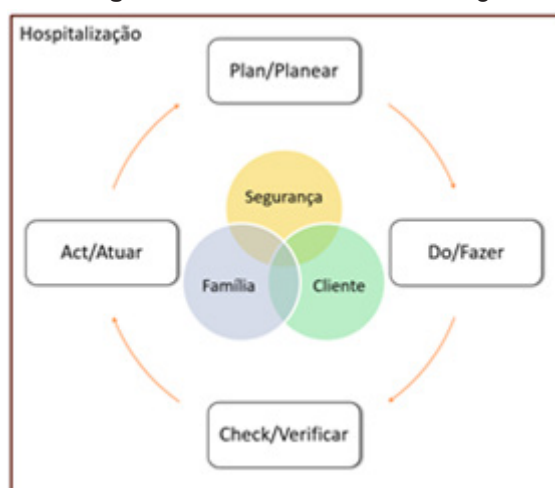 Hospitalização
Plan/Planear
Segurança
Act/Atuar
Do/Fazer
Família
Cliente
Check/Verificar